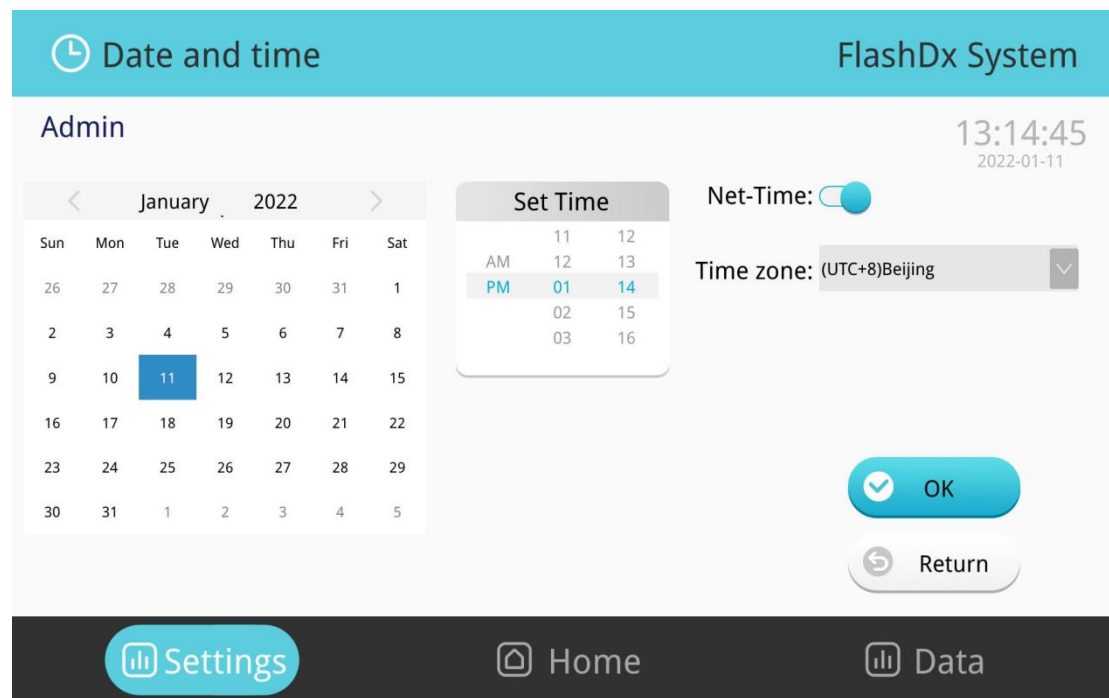 Date and time
FlashDx System
Admin
13:14:45
2022-01-11
January 2022
Sun Mon Tue Wed Thu Fri Sat
26 27 28 29 30 31 1
2 3 4 5 6 7 8
9 10 11 12 13 14 15
16 17 18 19 20 21 22
23 24 25 26 27 28 29
30 31 1 2 3 4 5
Set Time
11 12
AM 12 13
PM 01 14
02 15
03 16
Net-Time:
Time zone: (UTC+8)Beijing
OK
Return
Settings
Home
Data